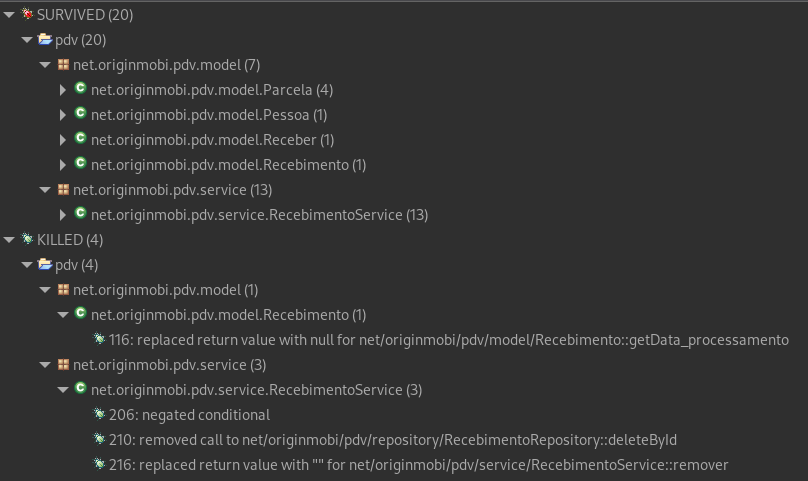 SURVIVED (20)
pdv (20)
net.originmobi.pdv.model (7)
net.originmobi.pdv.model.Parcela (4)
net.originmobi.pdv.model.Pessoa (1)
net.originmobi.pdv.model.Receber (1)
net.originmobi.pdv.model.Recebimento (1)
net.originmobi.pdv.service (13)
net.originmobi.pdv.service.RecebimentoService (13)
KILLED (4)
pdv (4)
net.originmobi.pdv.model (1)
net.originmobi.pdv.model.Recebimento (1)
116: replaced return value with null for net/originmobi/pdv/model/Recebimento::getData_processamento
net.originmobi.pdv.service (3)
net.originmobi.pdv.service.RecebimentoService (3)
206: negated conditional
210: removed call to net/originmobi/pdv/repository/RecebimentoRepository::deleteById
216: replaced return value with "" for net/originmobi/pdv/service/RecebimentoService::remover